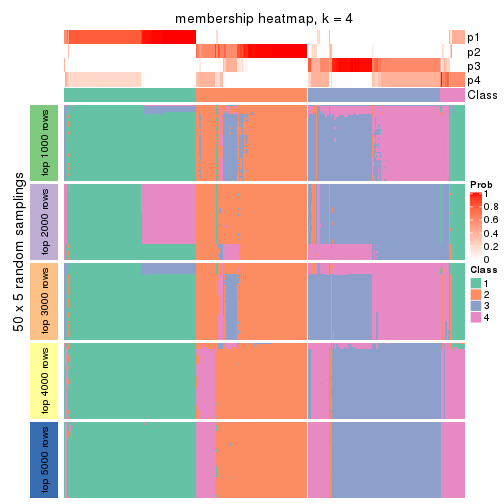 membership heatmap, k = 4
p1
p2
p3
p4
Class
50 x 5 random samplings
top 1000 rows
top 2000 rows
top 3000 rows
top 4000 rows
top 5000 rows
Prob
1
0.8
0.6
0.4
0.2
0
Class
1
2
3
4